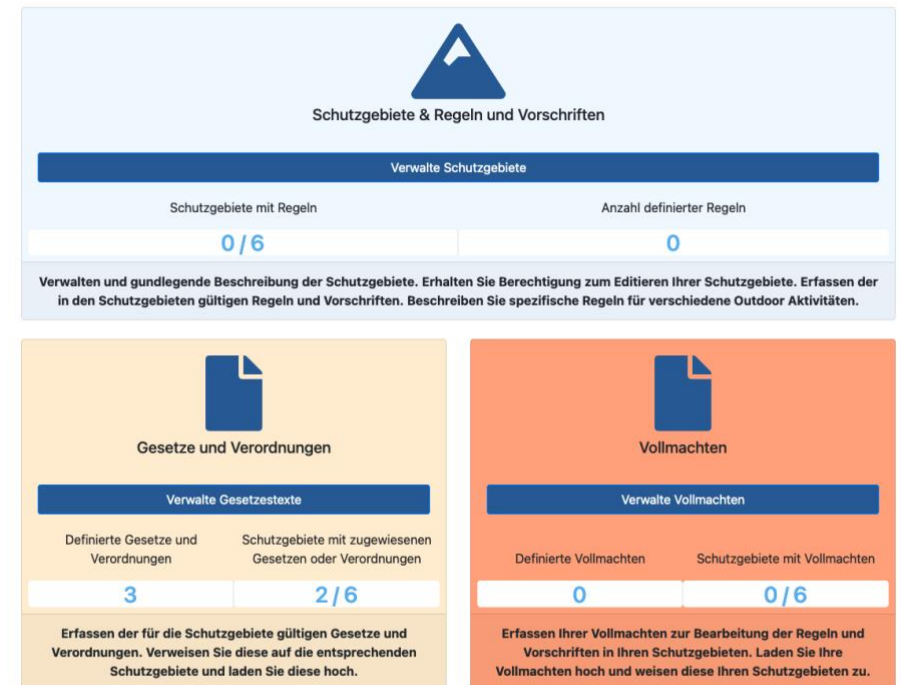 Schutzgebiete & Regeln und Vorschriften
Verwalte Schutzgebiete
Schutzgebiete mit Regeln
Anzahl definierter Regeln
0 / 6
0
Verwalten und gundlegende Beschreibung der Schutzgebiete. Erhalten Sie Berechtigung zum Editieren Ihrer Schutzgebiete. Erfassen der
in den Schutzgebieten gültigen Regeln und Vorschriften. Beschreiben Sie spezifische Regeln für verschiedene Outdoor Aktivitäten.
Gesetze und Verordnungen
Verwalte Gesetzestexte
Definierte Gesetze und
Verordnungen
Schutzgebiete mit zugewiesenen
Gesetzen oder Verordnungen
3
2 / 6
Erfassen der für die Schutzgebiete gültigen Gesetze und
Verordnungen. Verweisen Sie diese auf die entsprechenden
Schutzgebiete und laden Sie diese hoch.
Vollmachten
Verwalte Vollmachten
Definierte Vollmachten
Schutzgebiete mit Vollmachten
0
0 / 6
Erfassen Ihrer Vollmachten zur Bearbeitung der Regeln und
Vorschriften in Ihren Schutzgebieten. Laden Sie Ihre
Vollmachten hoch und weisen diese Ihren Schutzgebieten zu.